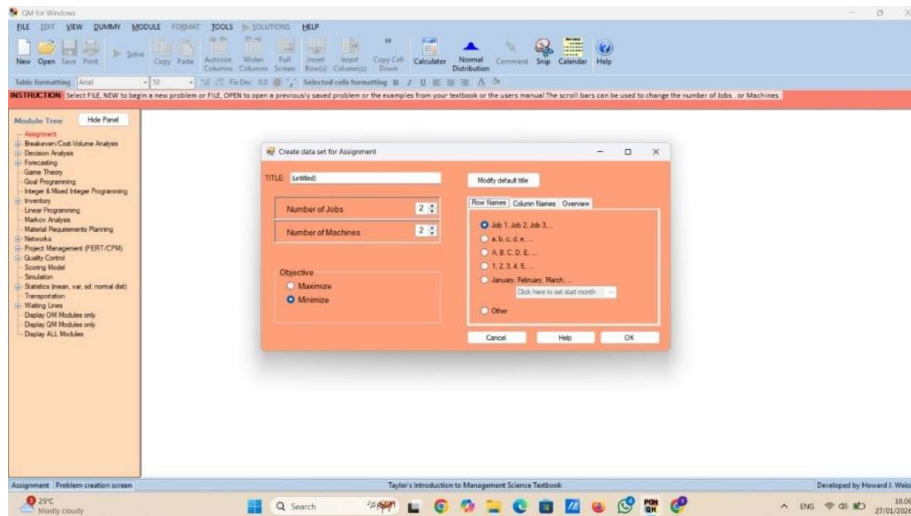 QM for Windows
FILE EDIT VIEW DUMMY MODULE FORMAT TOOLS SOLUTIONS HELP
New Open Save Print Solve Copy Paste Autosize Columns Widen Columns Full Screen Insert Row(s) Insert Column(s) Copy Cell Down Calculator Normal Distribution Comment Snip Calendar Help
Table formatting Arial 10 Fix Dec 0.0 Selected cells formatting B I U
INSTRUCTION: Select FILE, NEW to begin a new problem or FILE, OPEN to open a previously saved problem or the examples from your textbook or the users manual.The scroll bars can be used to change the number of Jobs . or Machines.
Module Tree Hide Panel
Assignment
Breakeven/Cost-Volume Analysis
Decision Analysis
Forecasting
Game Theory
Goal Programming
Integer & Mixed Integer Programming
Inventory
Linear Programming
Markov Analysis
Material Requirements Planning
Networks
Project Management (PERT/CPM)
Quality Control
Scoring Model
Simulation
Statistics (mean, var, sd; normal dist)
Transportation
Waiting Lines
Display OM Modules only
Display QM Modules only
Display ALL Modules
Create data set for Assignment
TITLE: (untitled)
Modify default title
Number of Jobs 2
Number of Machines 2
Objective
Maximize
Minimize
Row Names Column Names Overview
Job 1, Job 2, Job 3,...
a, b, c, d, e, ...
A, B, C, D, E, ...
1, 2, 3, 4, 5, ...
January, February, March, ...
Click here to set start month
Other
Cancel Help OK
Assignment Problem creation screen Taylor's Introduction to Management Science Textbook Developed by Howard J. Weiss
3 25°C
Mostly cloudy
Search
POM QM
ENG
18.06
27/01/2026